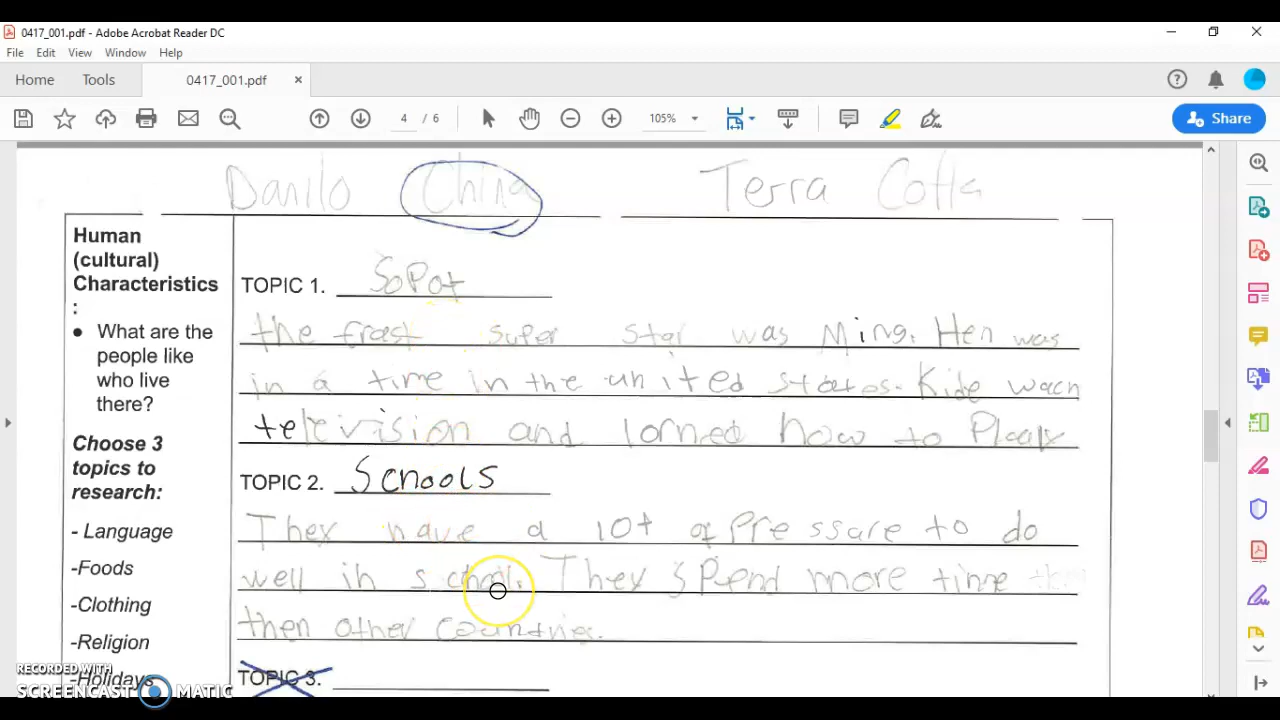 0417_001.pdf - Adobe Acrobat Reader DC
File Edit View Window Help
Home Tools 0417_001.pdf ×
4 / 6 105% Share
Danilo China Terra Cotta
Human
(cultural)
Characteristics
:
• What are the
people like
who live
there?
Choose 3
topics to
research:
- Language
-Foods
-Clothing
-Religion
-Holidays
TOPIC 1. SoPot
the frost super star was Ming. Hen was
in a time in the united states. Kide wach
television and lorned how to Pleay
TOPIC 2. Schools
They have a lot of Pressure to do
well in school. They spend more time
then other countries.
TOPIC 3.
RECORDED WITH
SCREENCAST MATIC